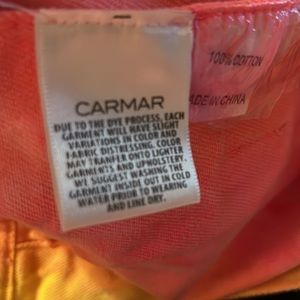 CARMAR
DUE TO THE DYE PROCESS, EACH
GARMENT WILL HAVE SLIGHT
VARIATIONS IN COLOR AND
FABRIC DISTRESSING. COLOR
MAY TRANFER ONTO LIGHTER
GARMENTS AND UPHOLSTERY.
WE SUGGEST WASHING THE
GARMENT INSIDE OUT IN COLD
WATER PRIOR TO WEARING
AND LINE DRY.
100% COTTON
ADE IN CHINA